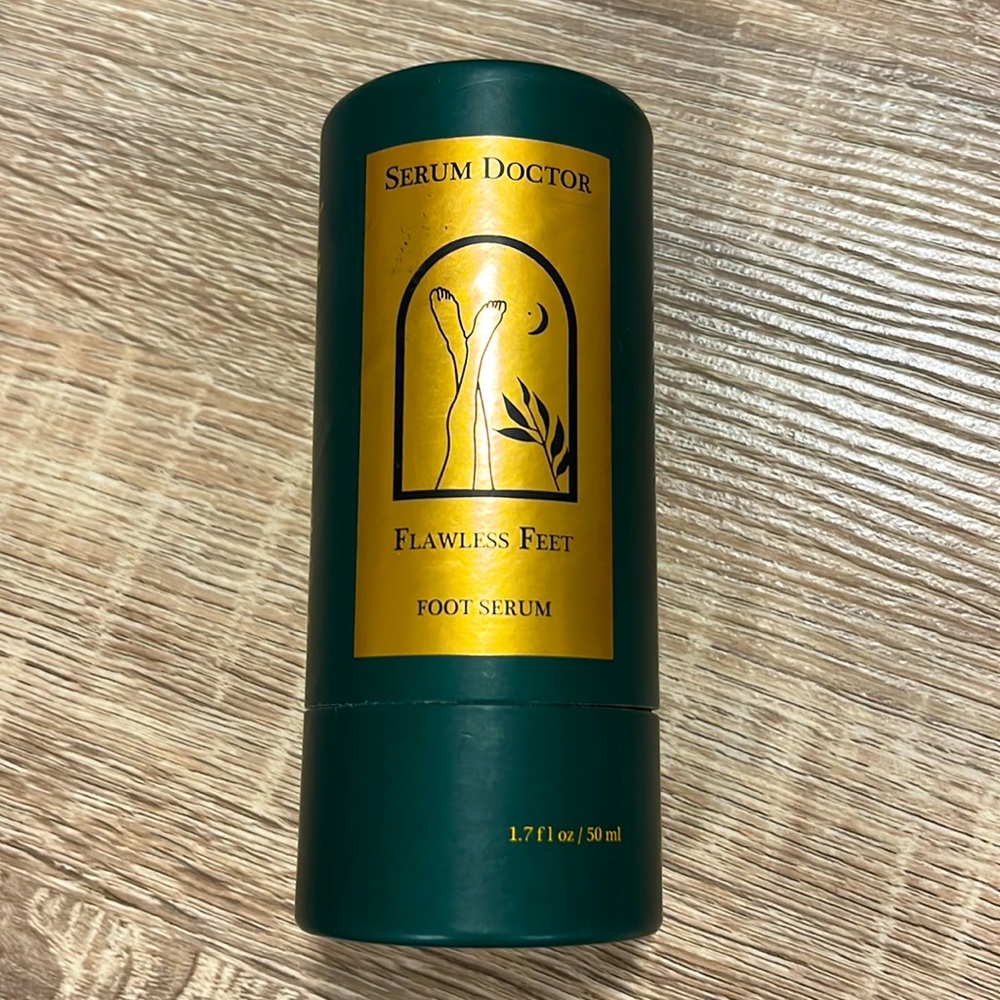 SERUM DOCTOR
FLAWLESS FEET
FOOT SERUM
1.7 fl oz / 50 ml